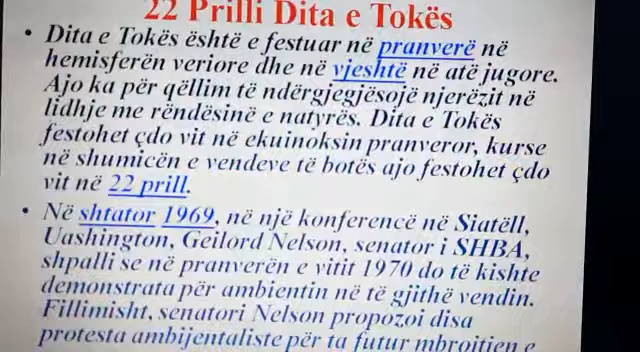 22 Prilli Dita e Tokës
• Dita e Tokës është e festuar në pranverë në
hemisferën veriore dhe në vjeshtë në atë jugore.
Ajo ka për qëllim të ndërgjegjësojë njerëzit në
lidhje me rëndësinë e natyrës. Dita e Tokës
festohet çdo vit në ekuinoksin pranveror, kurse
në shumicën e vendeve të botës ajo festohet çdo
vit në 22 prill.
• Në shtator 1969, në një konferencë në Siatëll,
Uashington, Geilord Nelson, senator i SHBA,
shpalli se në pranverën e vitit 1970 do të kishte
demonstrata për ambientin në të gjithë vendin.
Fillimisht, senatori Nelson propozoi disa
protesta ambijentaliste për ta futur mbrojtjen e